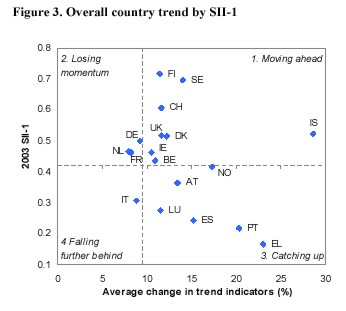 Figure 3. Overall country trend by SII-1
0.8
0.7
0.6
0.5
0.4
0.3
0.2
0.1
2003 SII-1
2. Losing
momentum
1. Moving ahead
FI
SE
CH
IS
UK
DK
DE
NL
FR
IE
BE
NO
AT
IT
LU
ES
PT
EL
4 Falling
further behind
3. Catching up
0 5 10 15 20 25 30
Average change in trend indicators (%)